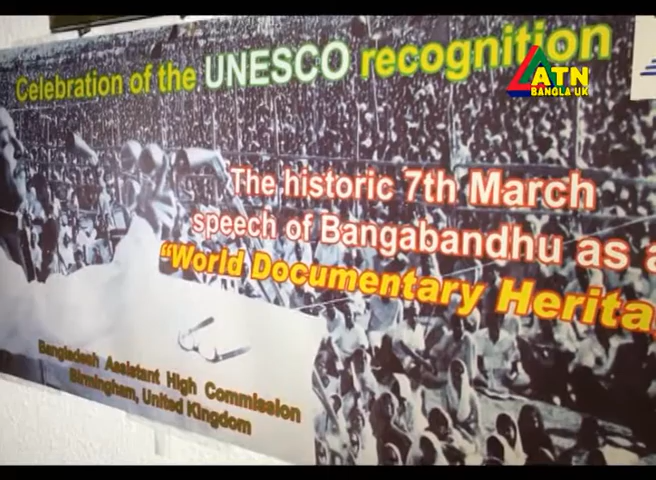 Celebration of the UNESCO recognition
ATN
BANGLA UK
The historic 7th March
speech of Bangabandhu as a
"World Documentary Herita
Bangladesh Assistant High Commission
Birmingham, United Kingdom